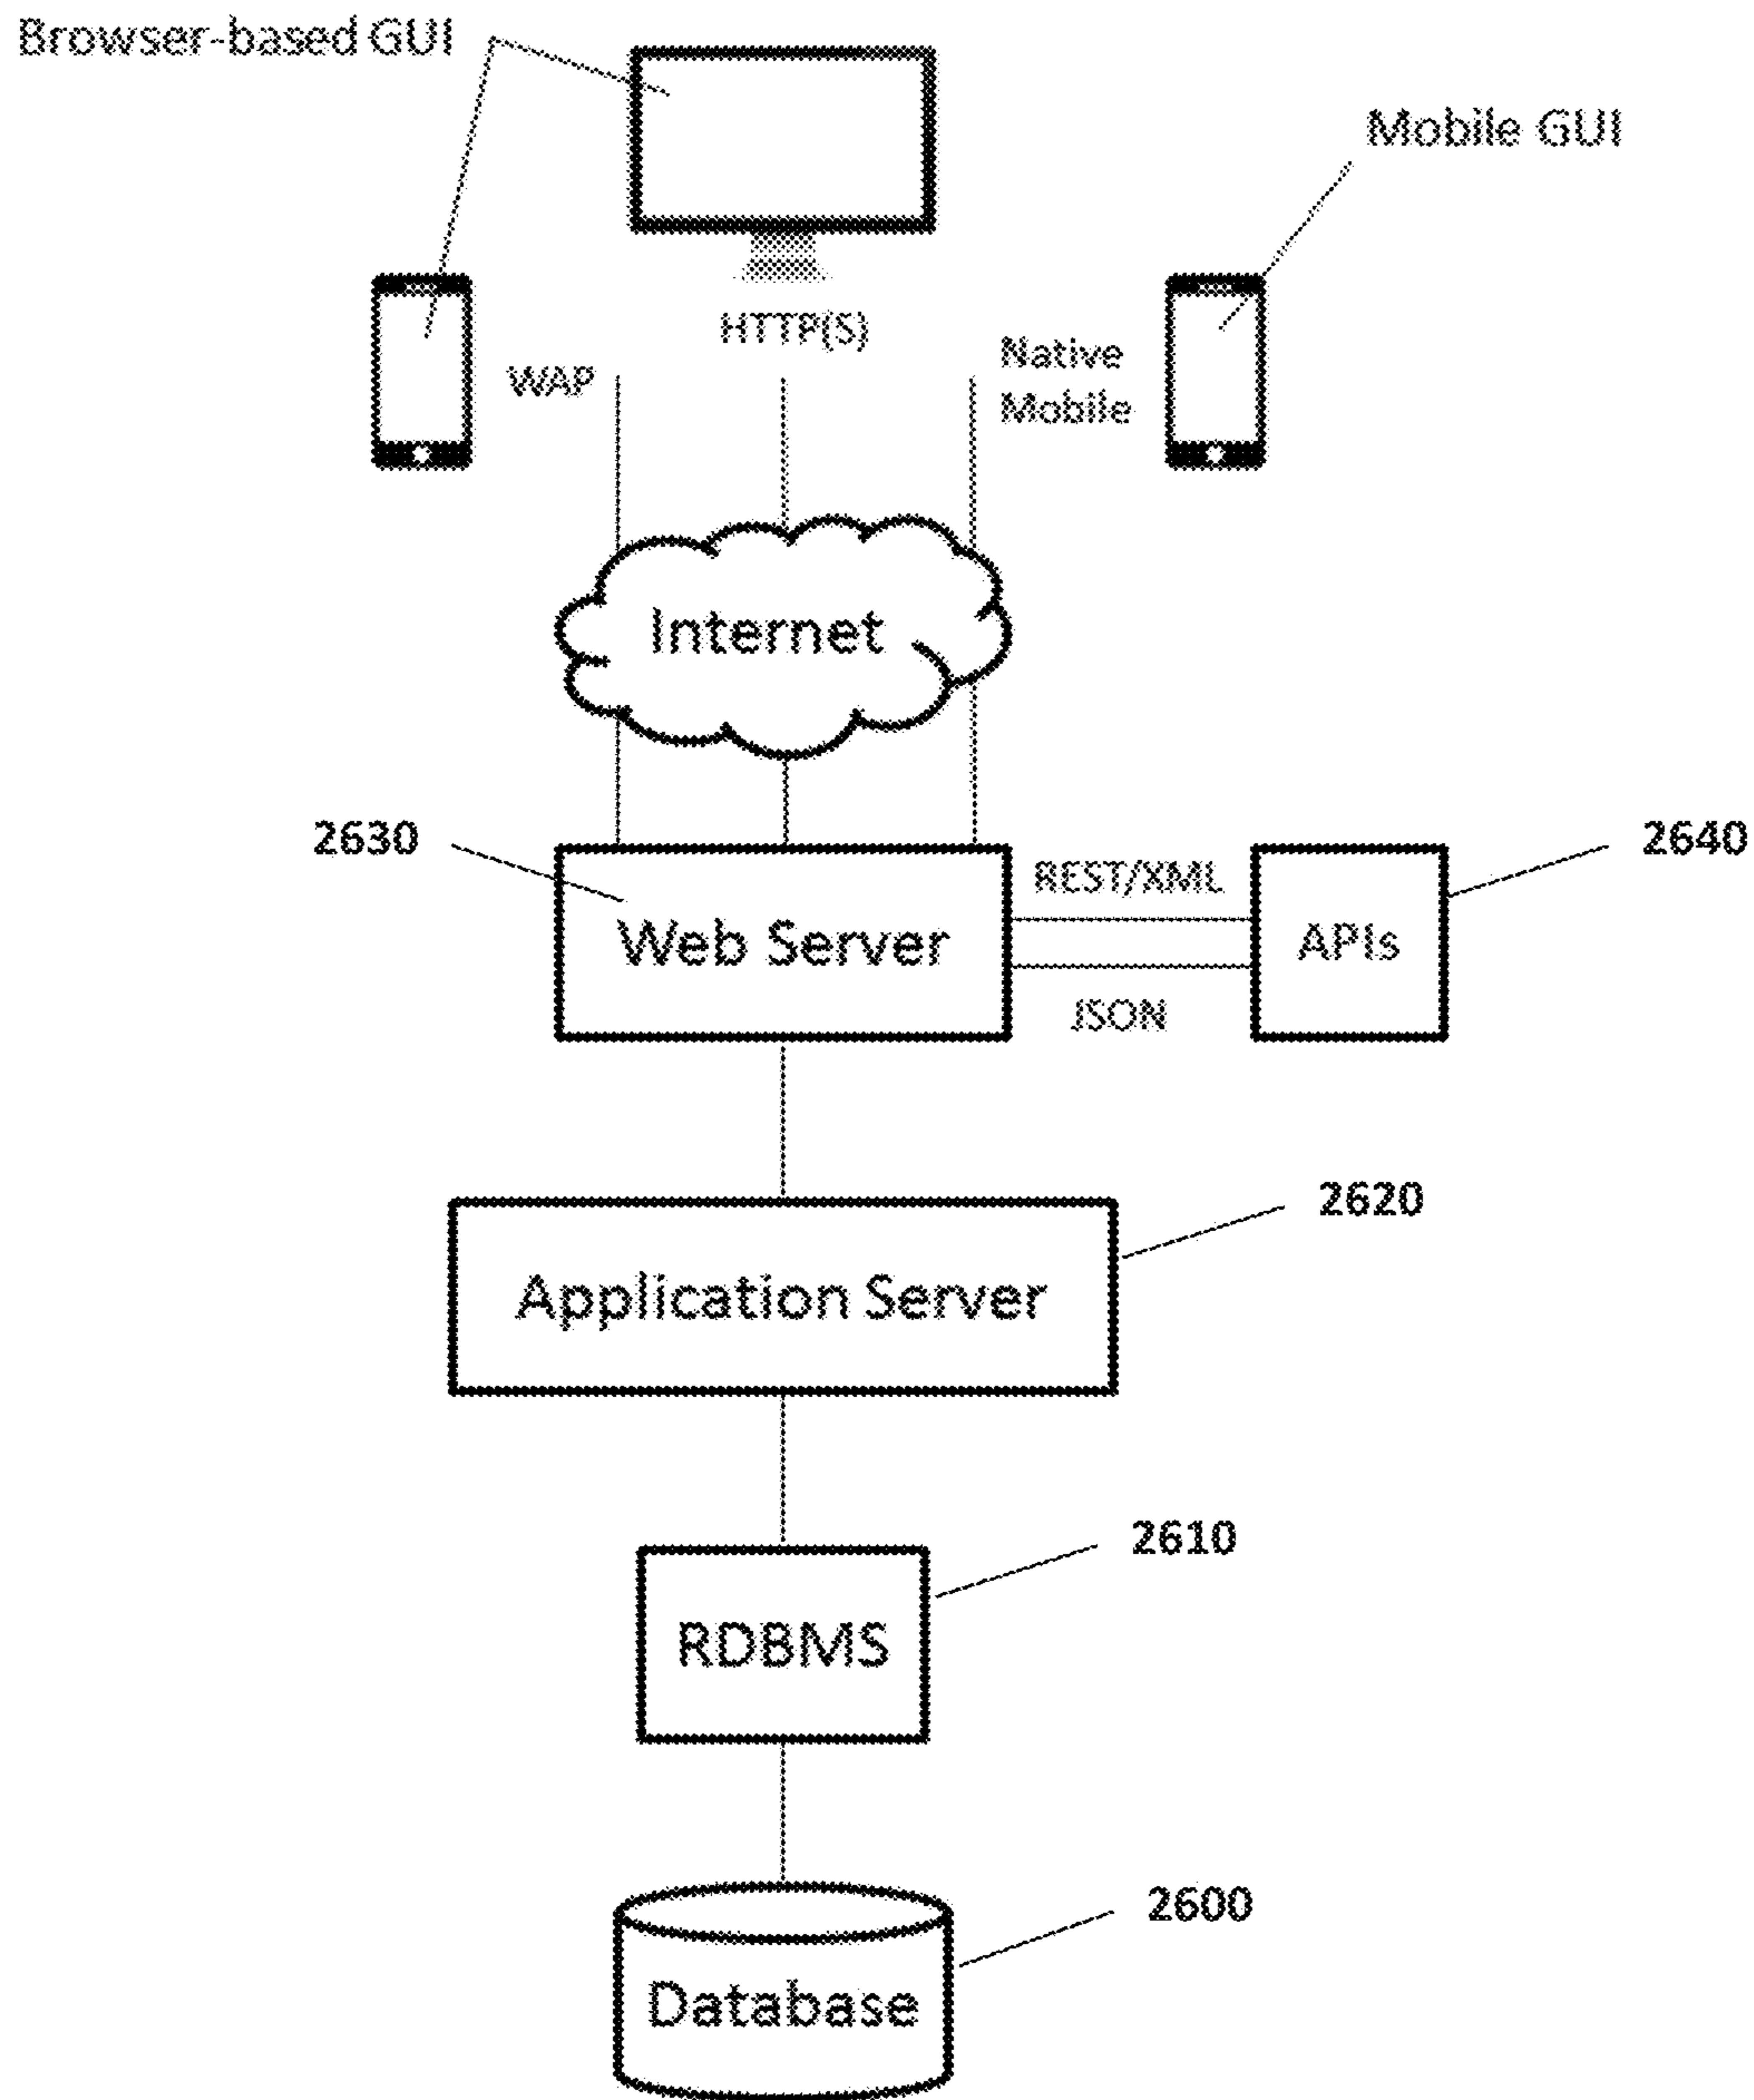 Browser-based GUI
Mobile GUI
HTTP(S)
WAP
Native
Mobile
Internet
2630
2640
REST/XML
Web Server
APIs
JSON
2620
Application Server
2610
RDBMS
2600
Database